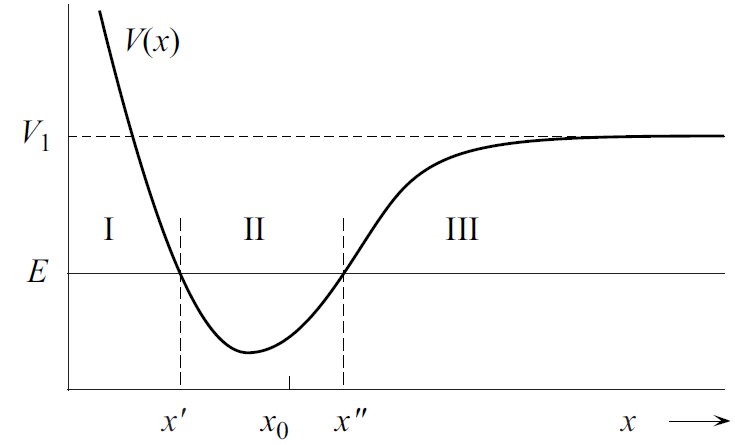 V(x)
V₁
I II III
E
x′ x₀ x″ x